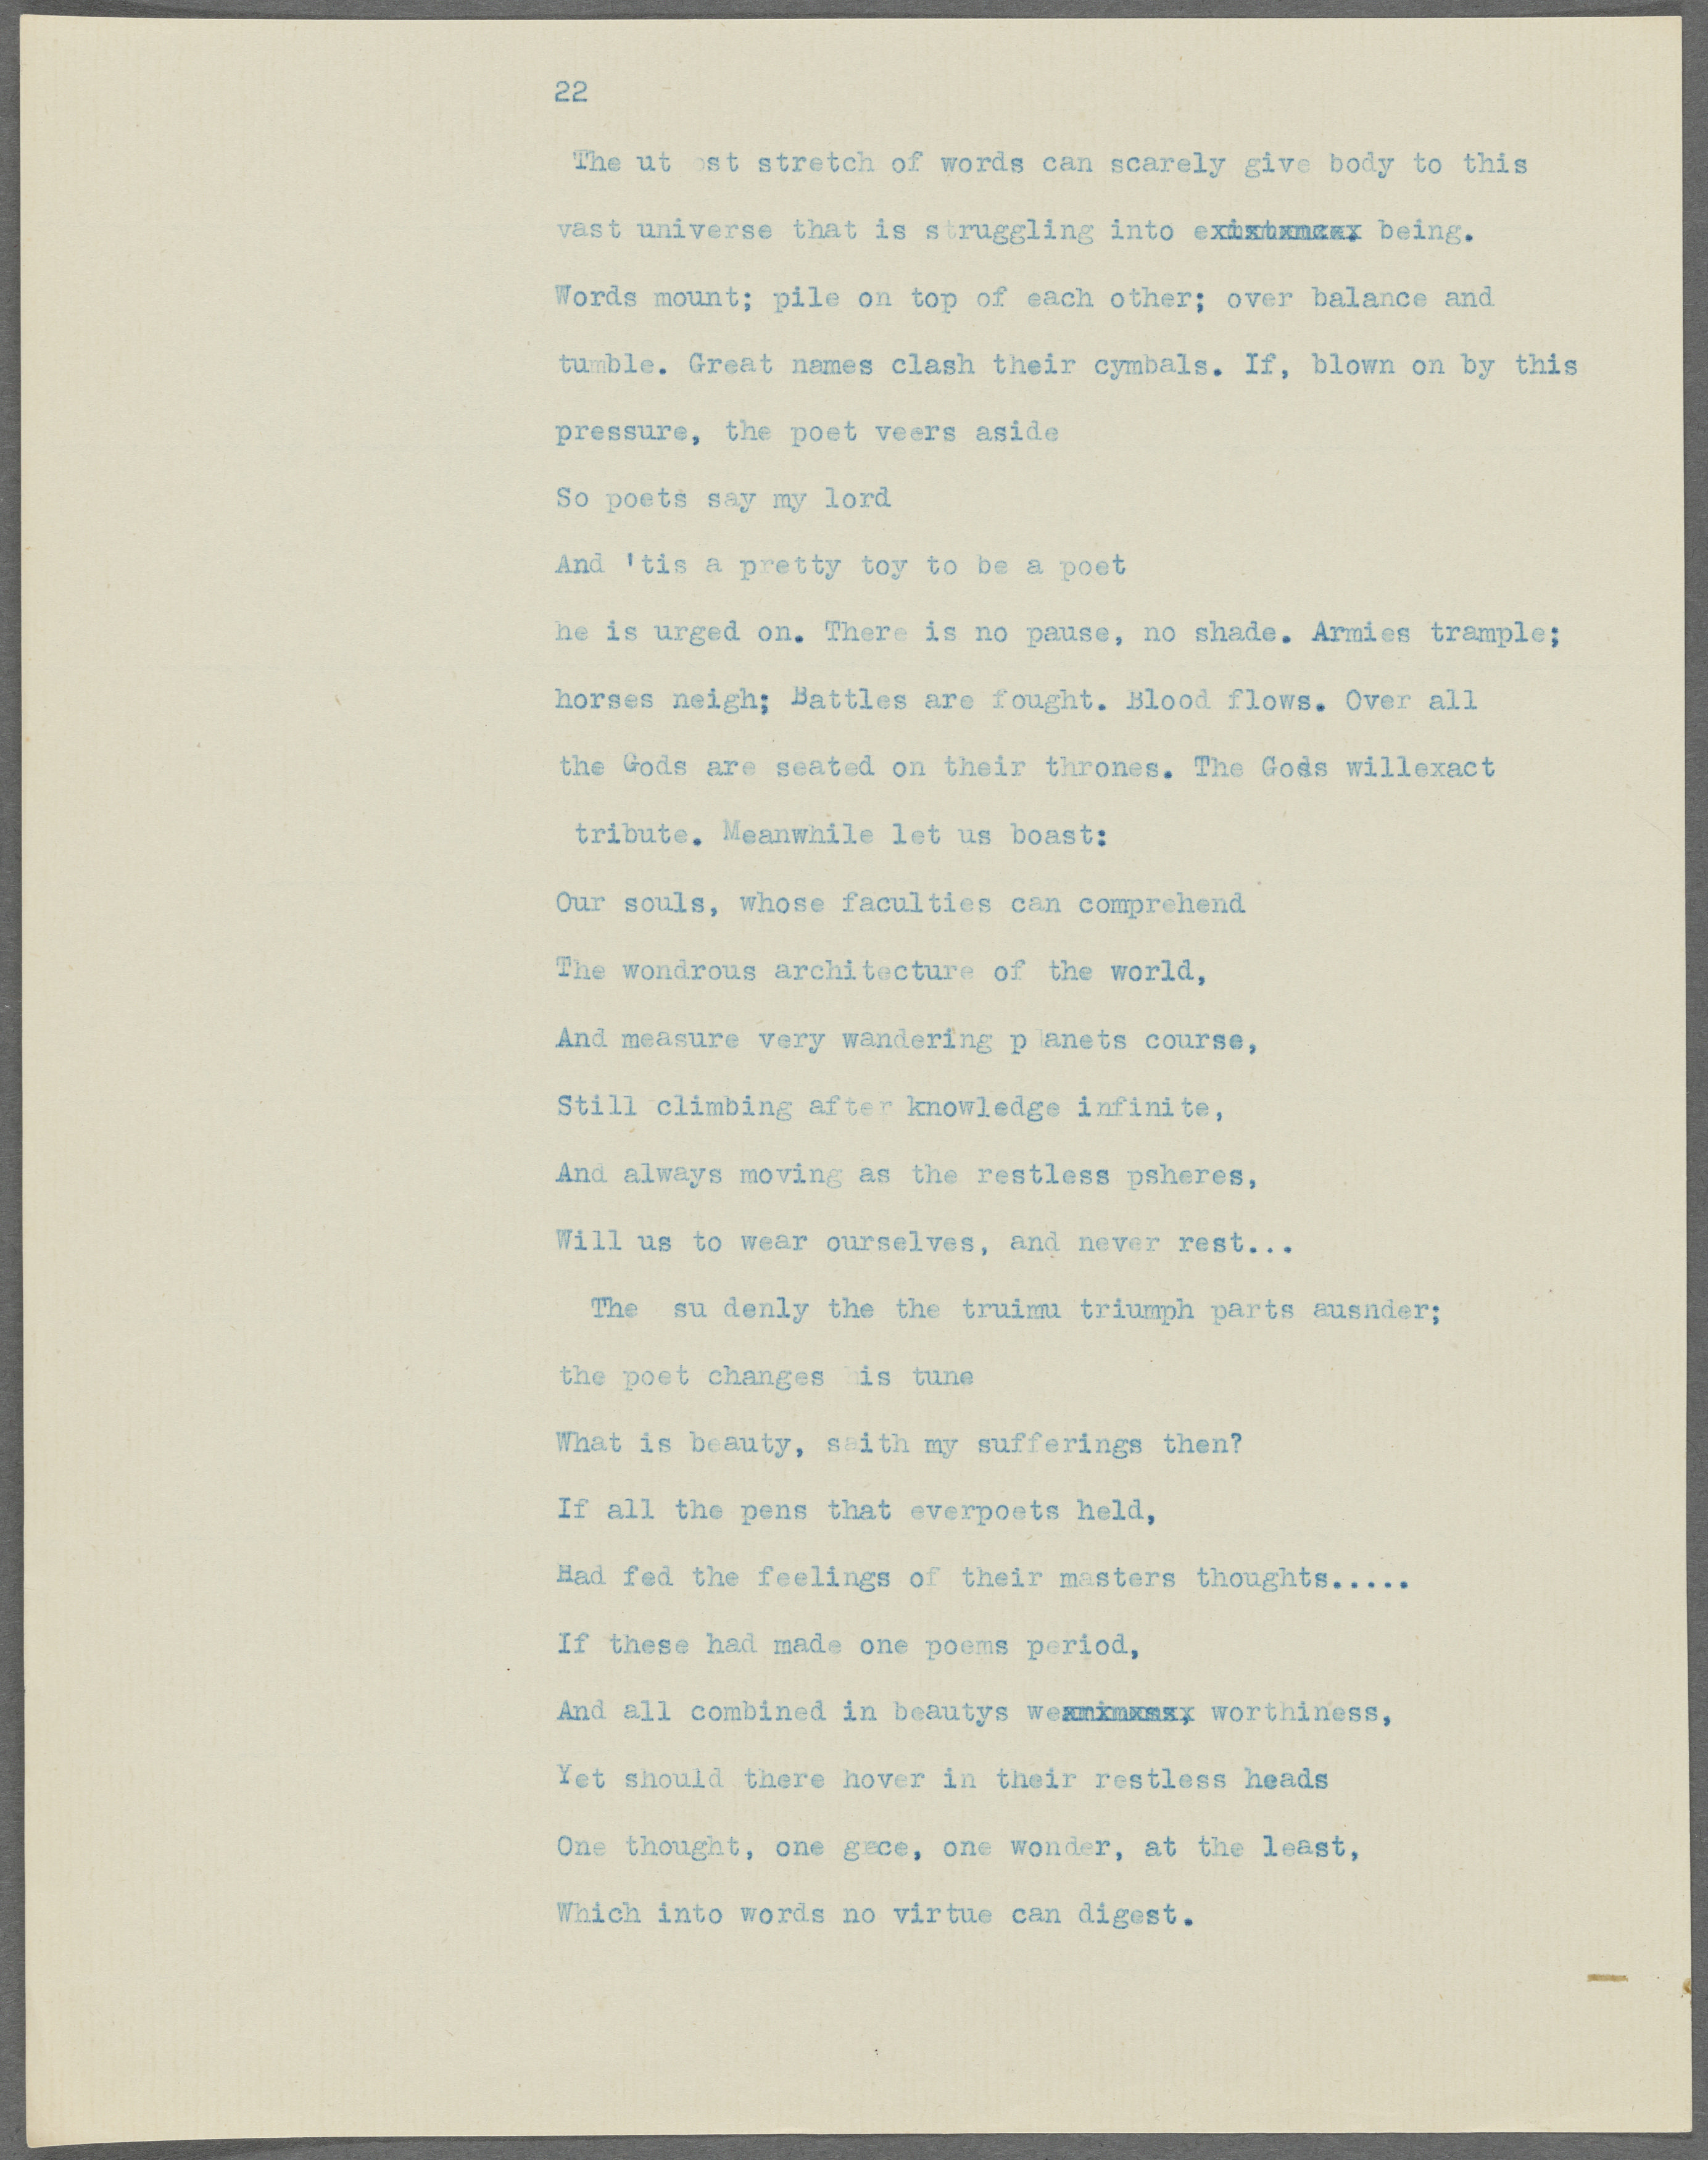 22
The ut ost stretch of words can scarely give body to this
vast universe that is struggling into existence. being.
Words mount; pile on top of each other; over balance and
tumble. Great names clash their cymbals. If, blown on by this
pressure, the poet veers aside
So poets say my lord
And 'tis a pretty toy to be a poet
he is urged on. There is no pause, no shade. Armies trample;
horses neigh; Battles are fought. Blood flows. Over all
the Gods are seated on their thrones. The Gods willexact
tribute. Meanwhile let us boast:
Our souls, whose faculties can comprehend
The wondrous architecture of the world,
And measure very wandering planets course,
Still climbing after knowledge infinite,
And always moving as the restless psheres,
Will us to wear ourselves, and never rest...
The su denly the the truimu triumph parts ausnder;
the poet changes his tune
What is beauty, saith my sufferings then?
If all the pens that everpoets held,
Had fed the feelings of their masters thoughts.....
If these had made one poems period,
And all combined in beautys worthiness,
Yet should there hover in their restless heads
One thought, one grace, one wonder, at the least,
Which into words no virtue can digest.